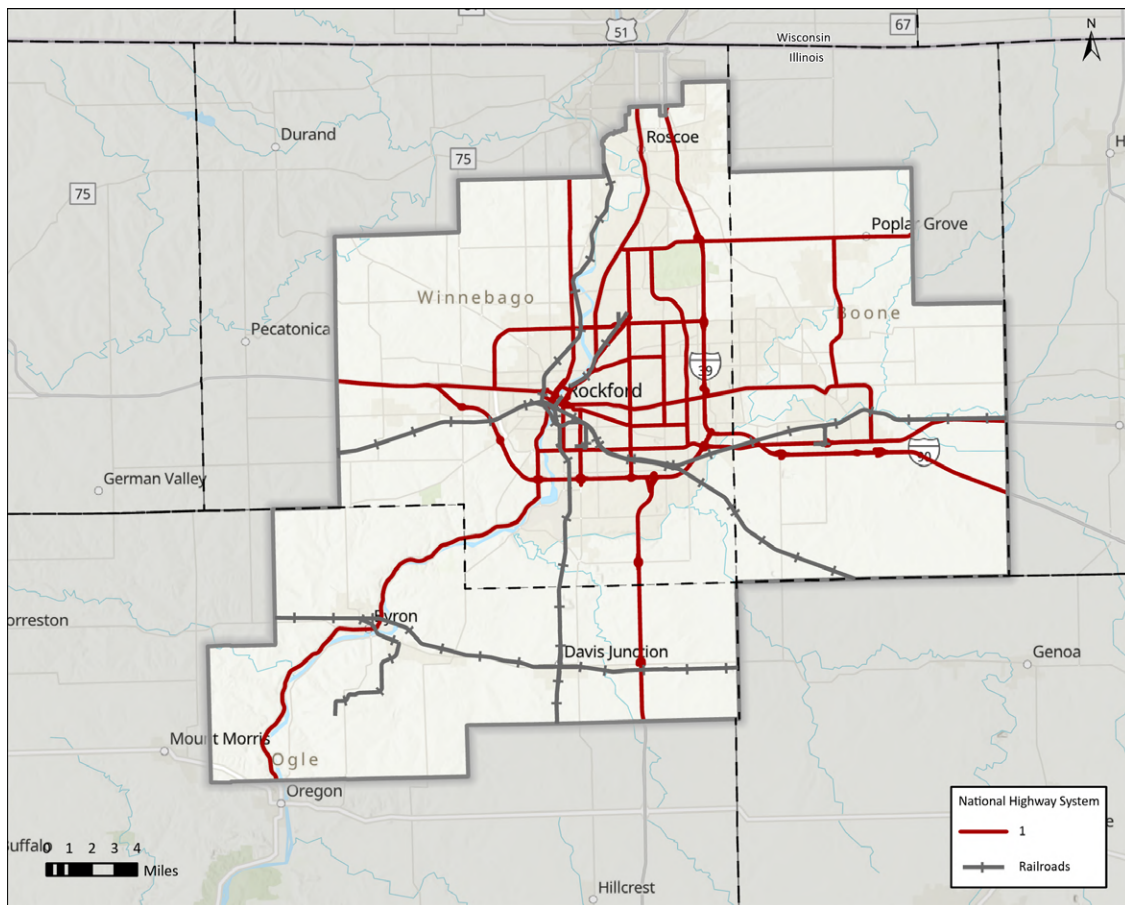 51
67
Wisconsin
Illinois
N
Durand
Roscoe
75
75
Poplar Grove
Winnebago
Boone
Pecatonica
39
Rockford
90
German Valley
Byron
orreston
Davis Junction
Genoa
Mount Morris
Ogle
Oregon
Buffalo
0 1 2 3 4
Miles
Hillcrest
National Highway System
1
Railroads